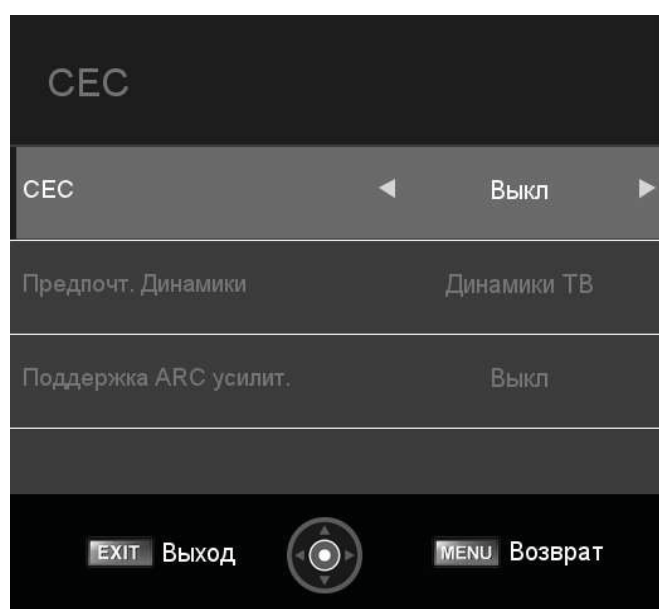 CEC
CEC Выкл
Предпочт. Динамики Динамики ТВ
Поддержка ARC усилит. Выкл
EXIT Выход MENU Возврат